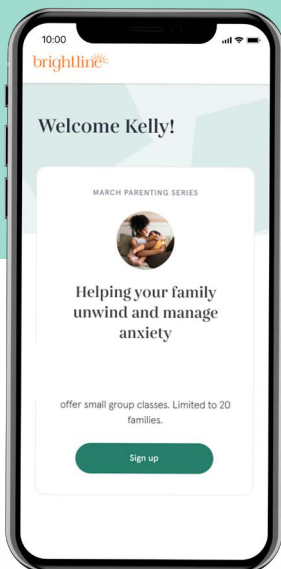 10:00
brightline
Welcome Kelly!
MARCH PARENTING SERIES
Helping your family
unwind and manage
anxiety
offer small group classes. Limited to 20
families.
Sign up